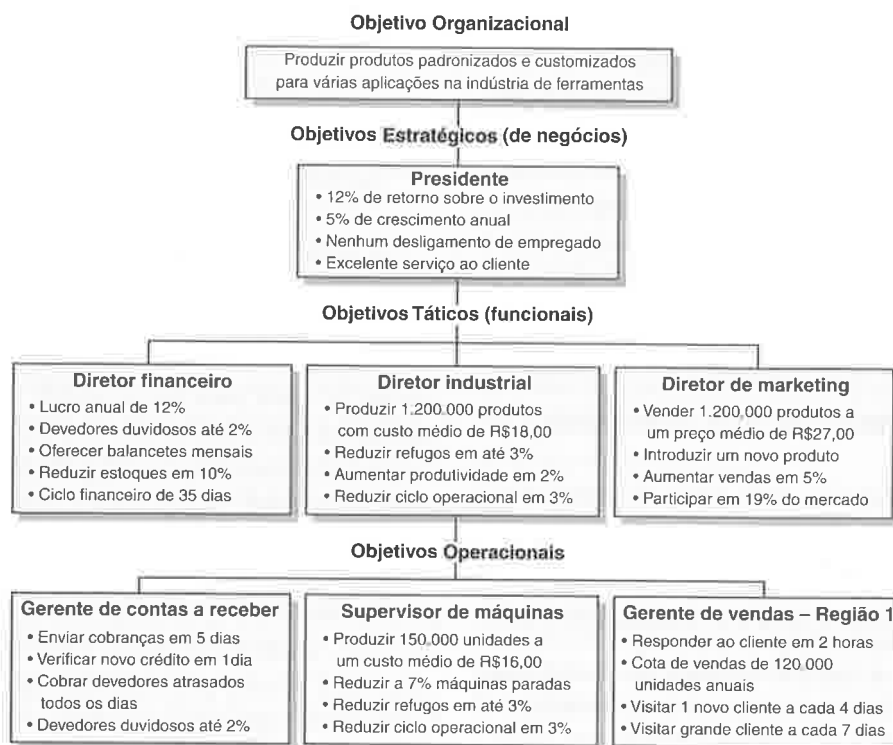 Objetivo Organizacional
Produzir produtos padronizados e customizados
para várias aplicações na indústria de ferramentas
Objetivos Estratégicos (de negócios)
Presidente
• 12% de retorno sobre o investimento
• 5% de crescimento anual
• Nenhum desligamento de empregado
• Excelente serviço ao cliente
Objetivos Táticos (funcionais)
Diretor financeiro
• Lucro anual de 12%
• Devedores duvidosos até 2%
• Oferecer balancetes mensais
• Reduzir estoques em 10%
• Ciclo financeiro de 35 dias
Diretor industrial
• Produzir 1.200.000 produtos
com custo médio de R$18,00
• Reduzir refugos em até 3%
• Aumentar produtividade em 2%
• Reduzir ciclo operacional em 3%
Diretor de marketing
• Vender 1.200.000 produtos a
um preço médio de R$27,00
• Introduzir um novo produto
• Aumentar vendas em 5%
• Participar em 19% do mercado
Objetivos Operacionais
Gerente de contas a receber
• Enviar cobranças em 5 dias
• Verificar novo crédito em 1dia
• Cobrar devedores atrasados
todos os dias
• Devedores duvidosos até 2%
Supervisor de máquinas
• Produzir 150.000 unidades a
um custo médio de R$16,00
• Reduzir a 7% máquinas paradas
• Reduzir refugos em até 3%
• Reduzir ciclo operacional em 3%
Gerente de vendas – Região 1
• Responder ao cliente em 2 horas
• Cota de vendas de 120.000
unidades anuais
• Visitar 1 novo cliente a cada 4 dias
• Visitar grande cliente a cada 7 dias